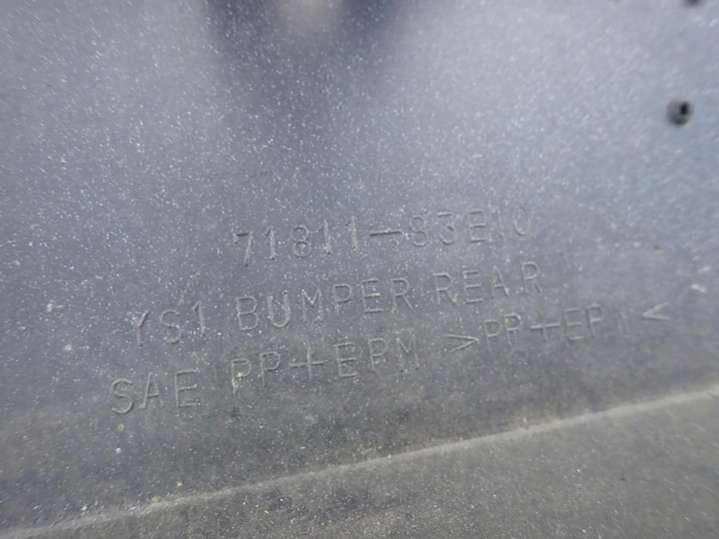 71811-83E10
YS1 BUMPER REAR
SAE PP+EPM >PP+EPM<